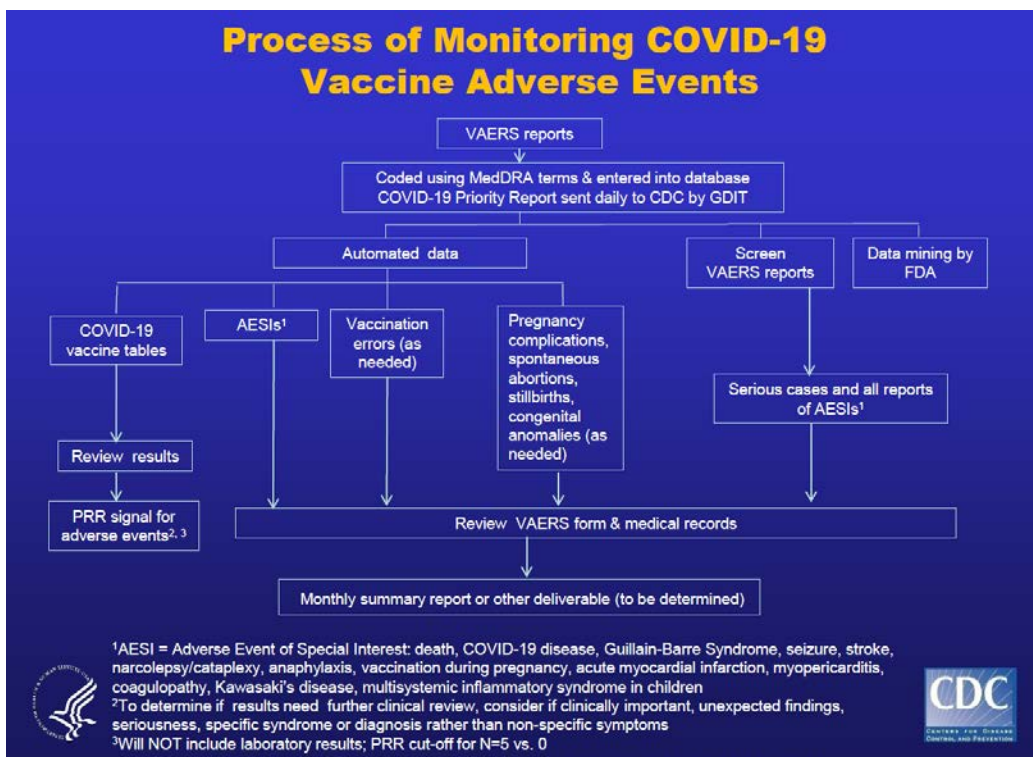 Process of Monitoring COVID-19
Vaccine Adverse Events
VAERS reports
Coded using MedDRA terms & entered into database
COVID-19 Priority Report sent daily to CDC by GDIT
Automated data
Screen
VAERS reports
Data mining by
FDA
COVID-19
vaccine tables
AESIs¹
Vaccination
errors (as
needed)
Pregnancy
complications,
spontaneous
abortions,
stillbirths,
congenital
anomalies (as
needed)
Serious cases and all reports
of AESIs¹
Review results
PRR signal for
adverse events², ³
Review VAERS form & medical records
Monthly summary report or other deliverable (to be determined)
¹AESI = Adverse Event of Special Interest: death, COVID-19 disease, Guillain-Barre Syndrome, seizure, stroke,
narcolepsy/cataplexy, anaphylaxis, vaccination during pregnancy, acute myocardial infarction, myopericarditis,
coagulopathy, Kawasaki's disease, multisystemic inflammatory syndrome in children
²To determine if results need further clinical review, consider if clinically important, unexpected findings,
seriousness, specific syndrome or diagnosis rather than non-specific symptoms
³Will NOT include laboratory results; PRR cut-off for N=5 vs. 0
CDC
CENTERS FOR DISEASE
CONTROL AND PREVENTION